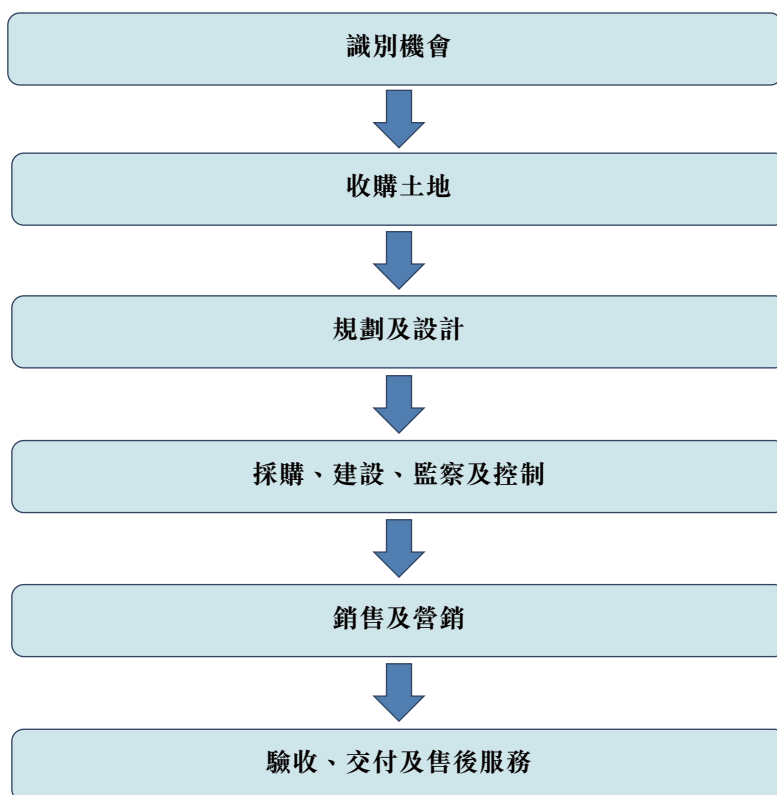 識別機會
收購土地
規劃及設計
採購、建設、監察及控制
銷售及營銷
驗收、交付及售後服務